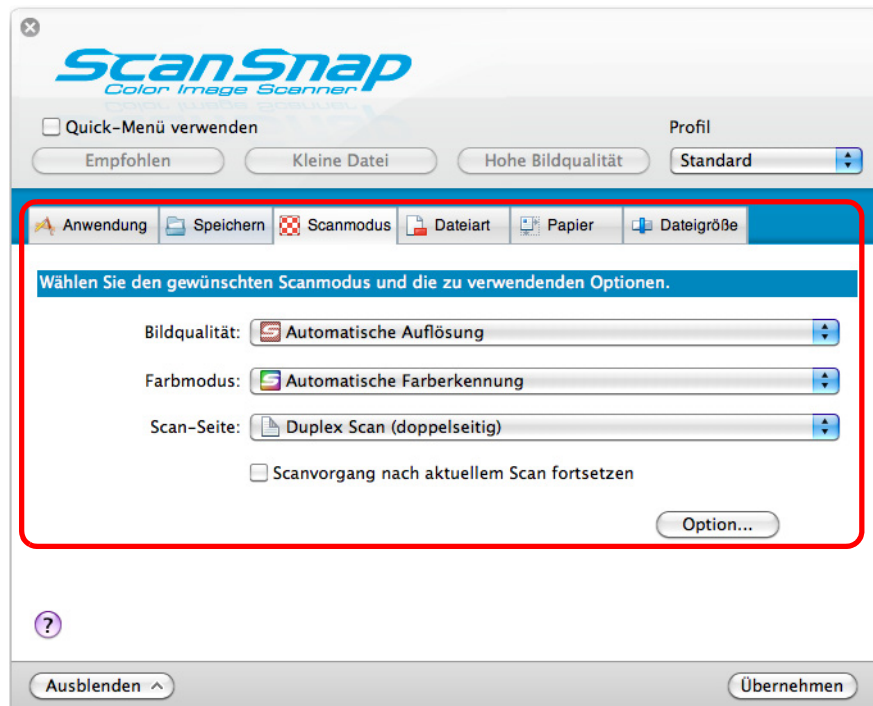 ScanSnap
Color Image Scanner
Quick-Menü verwenden
Profil
Empfohlen Kleine Datei Hohe Bildqualität Standard
Anwendung Speichern Scanmodus Dateiart Papier Dateigröße
Wählen Sie den gewünschten Scanmodus und die zu verwendenden Optionen.
Bildqualität: Automatische Auflösung
Farbmodus: Automatische Farberkennung
Scan-Seite: Duplex Scan (doppelseitig)
Scanvorgang nach aktuellem Scan fortsetzen
Option...
?
Ausblenden Übernehmen